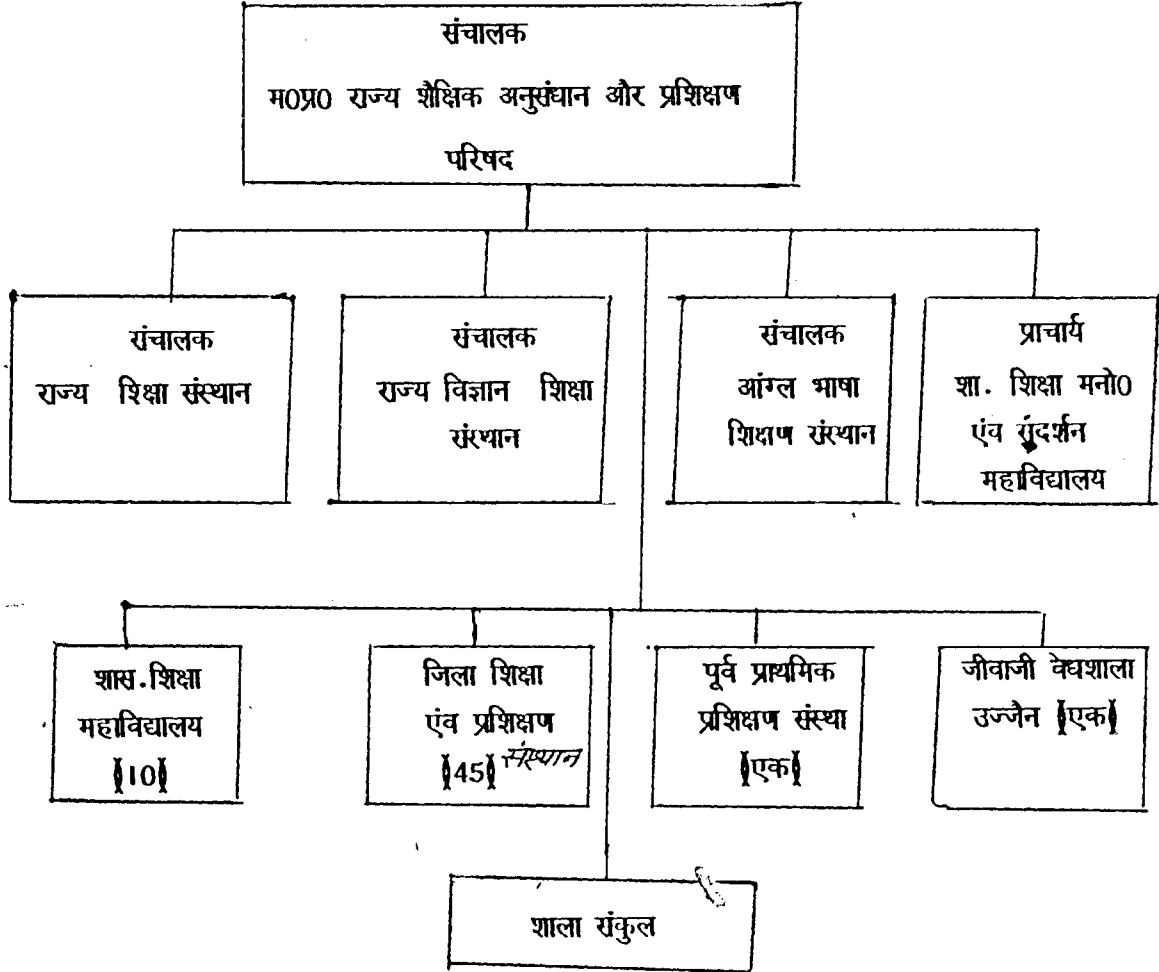 संचालक
म0प्र0 राज्य शैक्षिक अनुसंधान और प्रशिक्षण
परिषद
संचालक
राज्य शिक्षा संस्थान
संचालक
राज्य विज्ञान शिक्षा
संस्थान
संचालक
आंग्ल भाषा
शिक्षण संस्थान
प्राचार्य
शा. शिक्षा मनो0
एंव संदर्शन
महाविद्यालय
शास.शिक्षा
महाविद्यालय
(10)
जिला शिक्षा
एंव प्रशिक्षण
(45) संस्थान
पूर्व प्राथमिक
प्रशिक्षण संस्था
(एक)
जीवाजी वेधशाला
उज्जैन (एक)
शाला संकुल